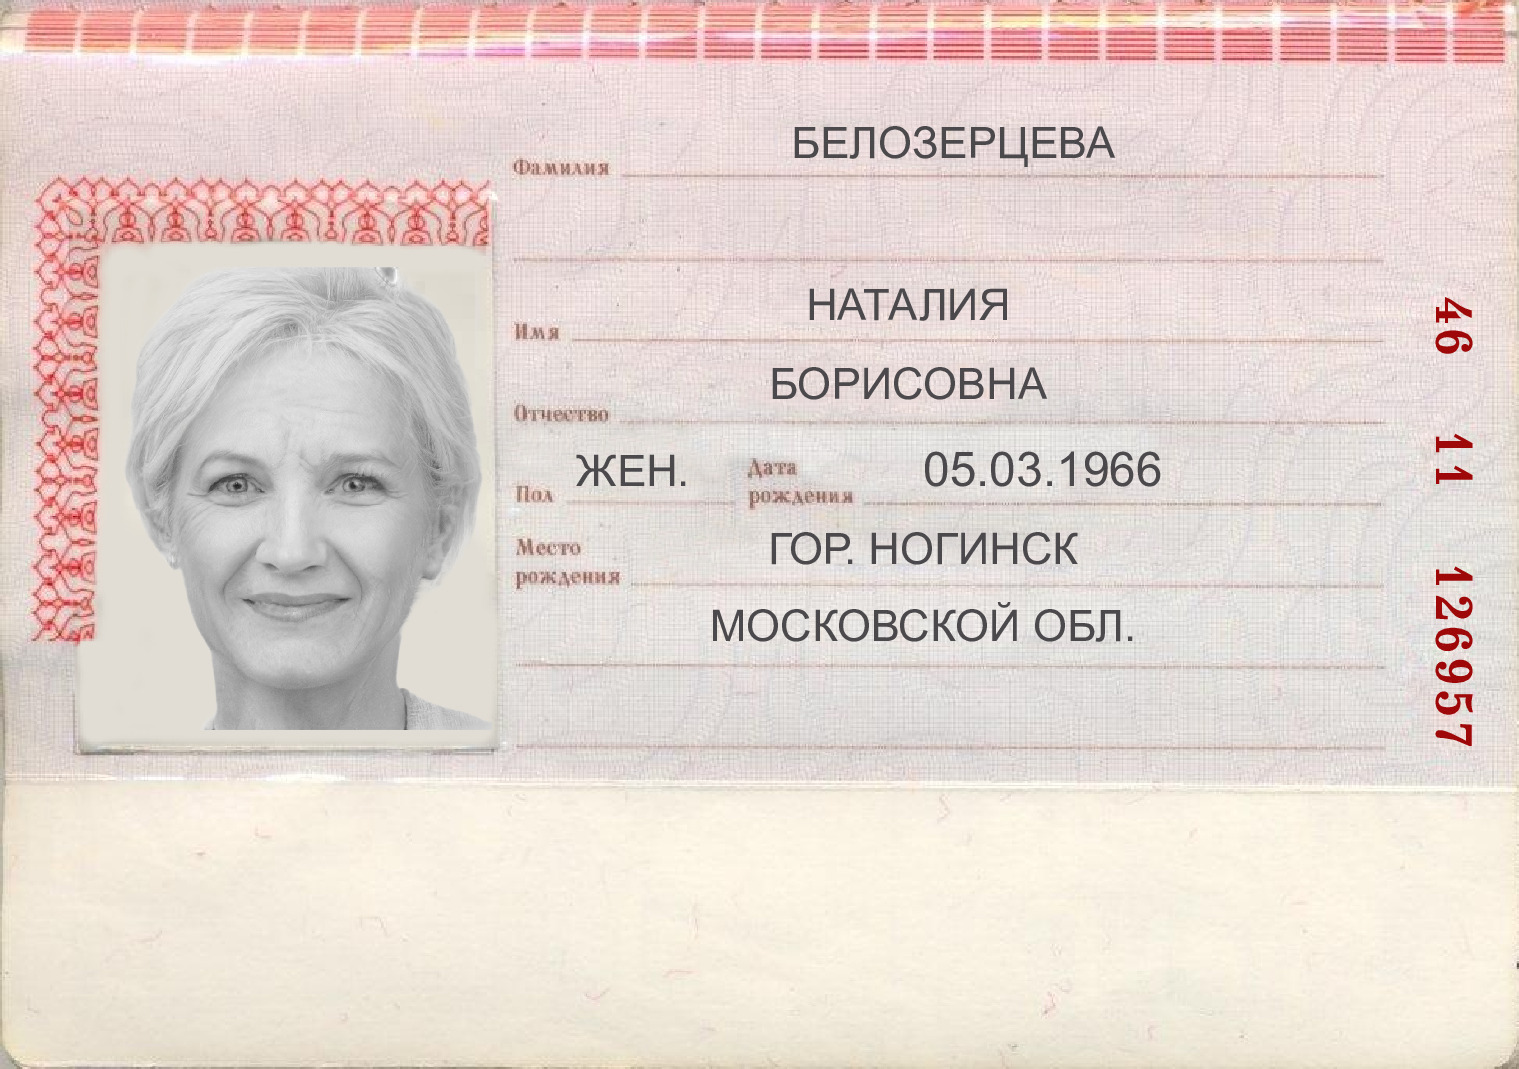 БЕЛОЗЕРЦЕВА
Фамилия
НАТАЛИЯ
Имя
БОРИСОВНА
Отчество
ЖЕН. Дата 05.03.1966
Пол рождения
Место ГОР. НОГИНСК
рождения
МОСКОВСКОЙ ОБЛ.
46 11 126957